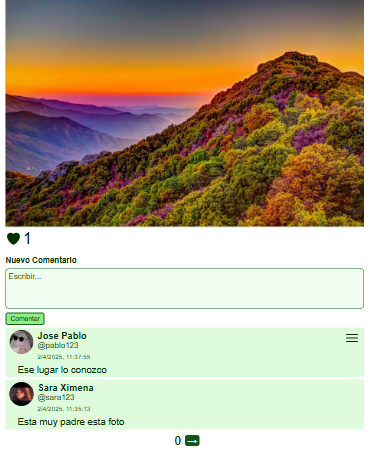 1
Nuevo Comentario
Escribir...
Comentar
Jose Pablo
@pablo123
2/4/2025, 11:37:55
Ese lugar lo conozco
Sara Ximena
@sara123
2/4/2025, 11:35:13
Esta muy padre esta foto
0